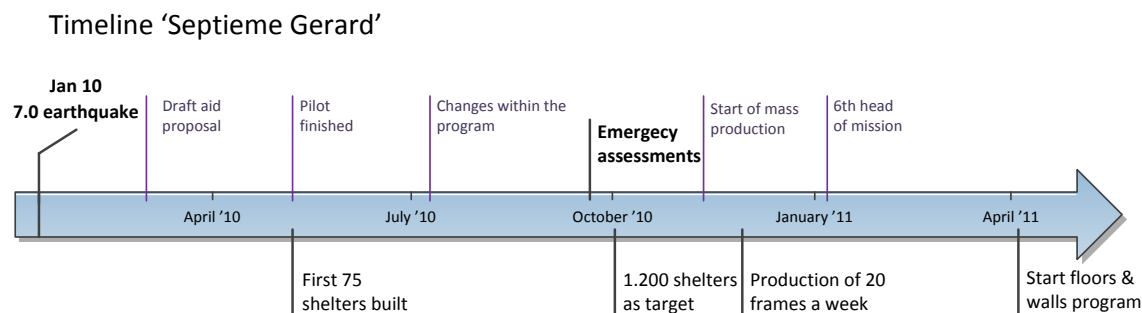 Timeline ‘Septieme Gerard’
Jan 10
7.0 earthquake
Draft aid
proposal
Pilot
finished
Changes within the
program
Emergecy
assessments
Start of mass
production
6th head
of mission
April ’10
July ’10
October ’10
January ’11
April ’11
First 75
shelters built
1.200 shelters
as target
Production of 20
frames a week
Start floors &
walls program